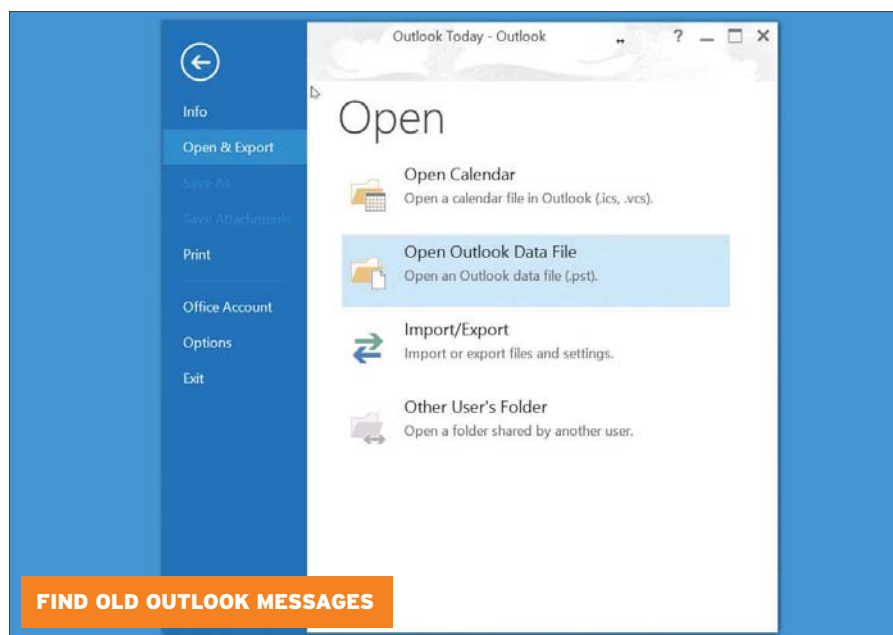 Outlook Today - Outlook
?
Info
Open & Export
Save As
Save Attachments
Print
Office Account
Options
Exit
Open
Open Calendar
Open a calendar file in Outlook (.ics, .vcs).
Open Outlook Data File
Open an Outlook data file (.pst).
Import/Export
Import or export files and settings.
Other User's Folder
Open a folder shared by another user.
FIND OLD OUTLOOK MESSAGES